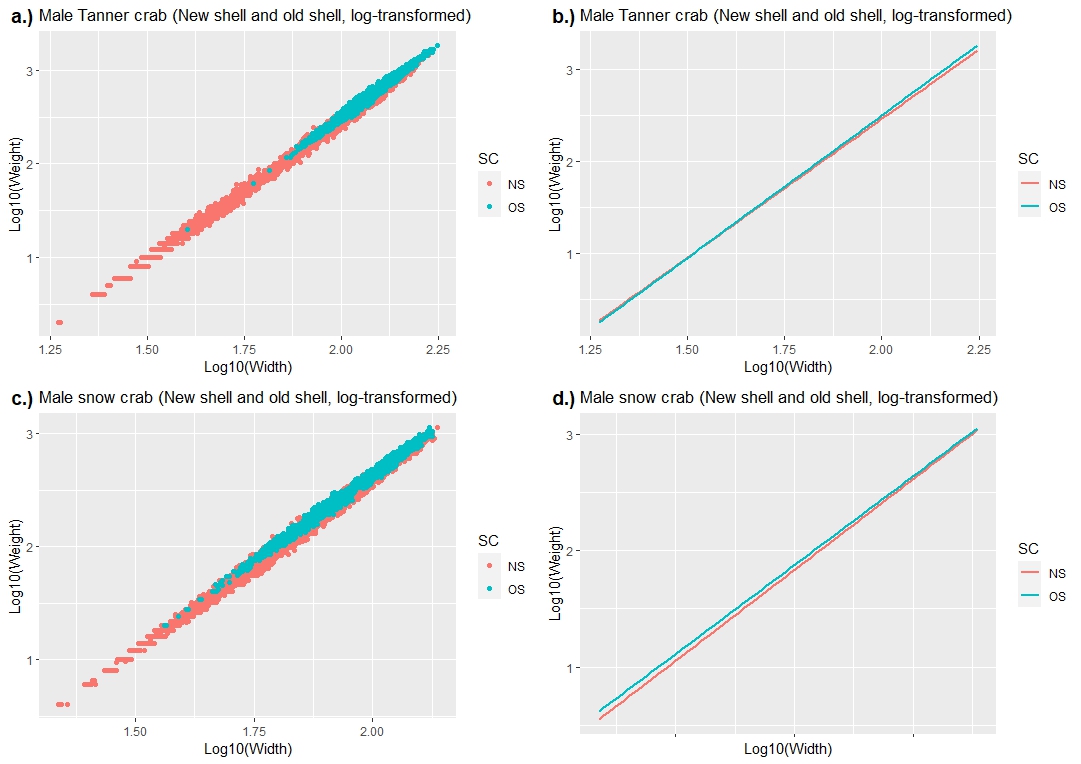 a.) Male Tanner crab (New shell and old shell, log-transformed)
Log10(Weight)
3
2
1
1.25 1.50 1.75 2.00 2.25
Log10(Width)
SC
NS
OS
b.) Male Tanner crab (New shell and old shell, log-transformed)
Log10(Weight)
3
2
1
1.25 1.50 1.75 2.00 2.25
Log10(Width)
SC
NS
OS
c.) Male snow crab (New shell and old shell, log-transformed)
Log10(Weight)
3
2
1
1.50 1.75 2.00
Log10(Width)
SC
NS
OS
d.) Male snow crab (New shell and old shell, log-transformed)
Log10(Weight)
3
2
1
Log10(Width)
SC
NS
OS